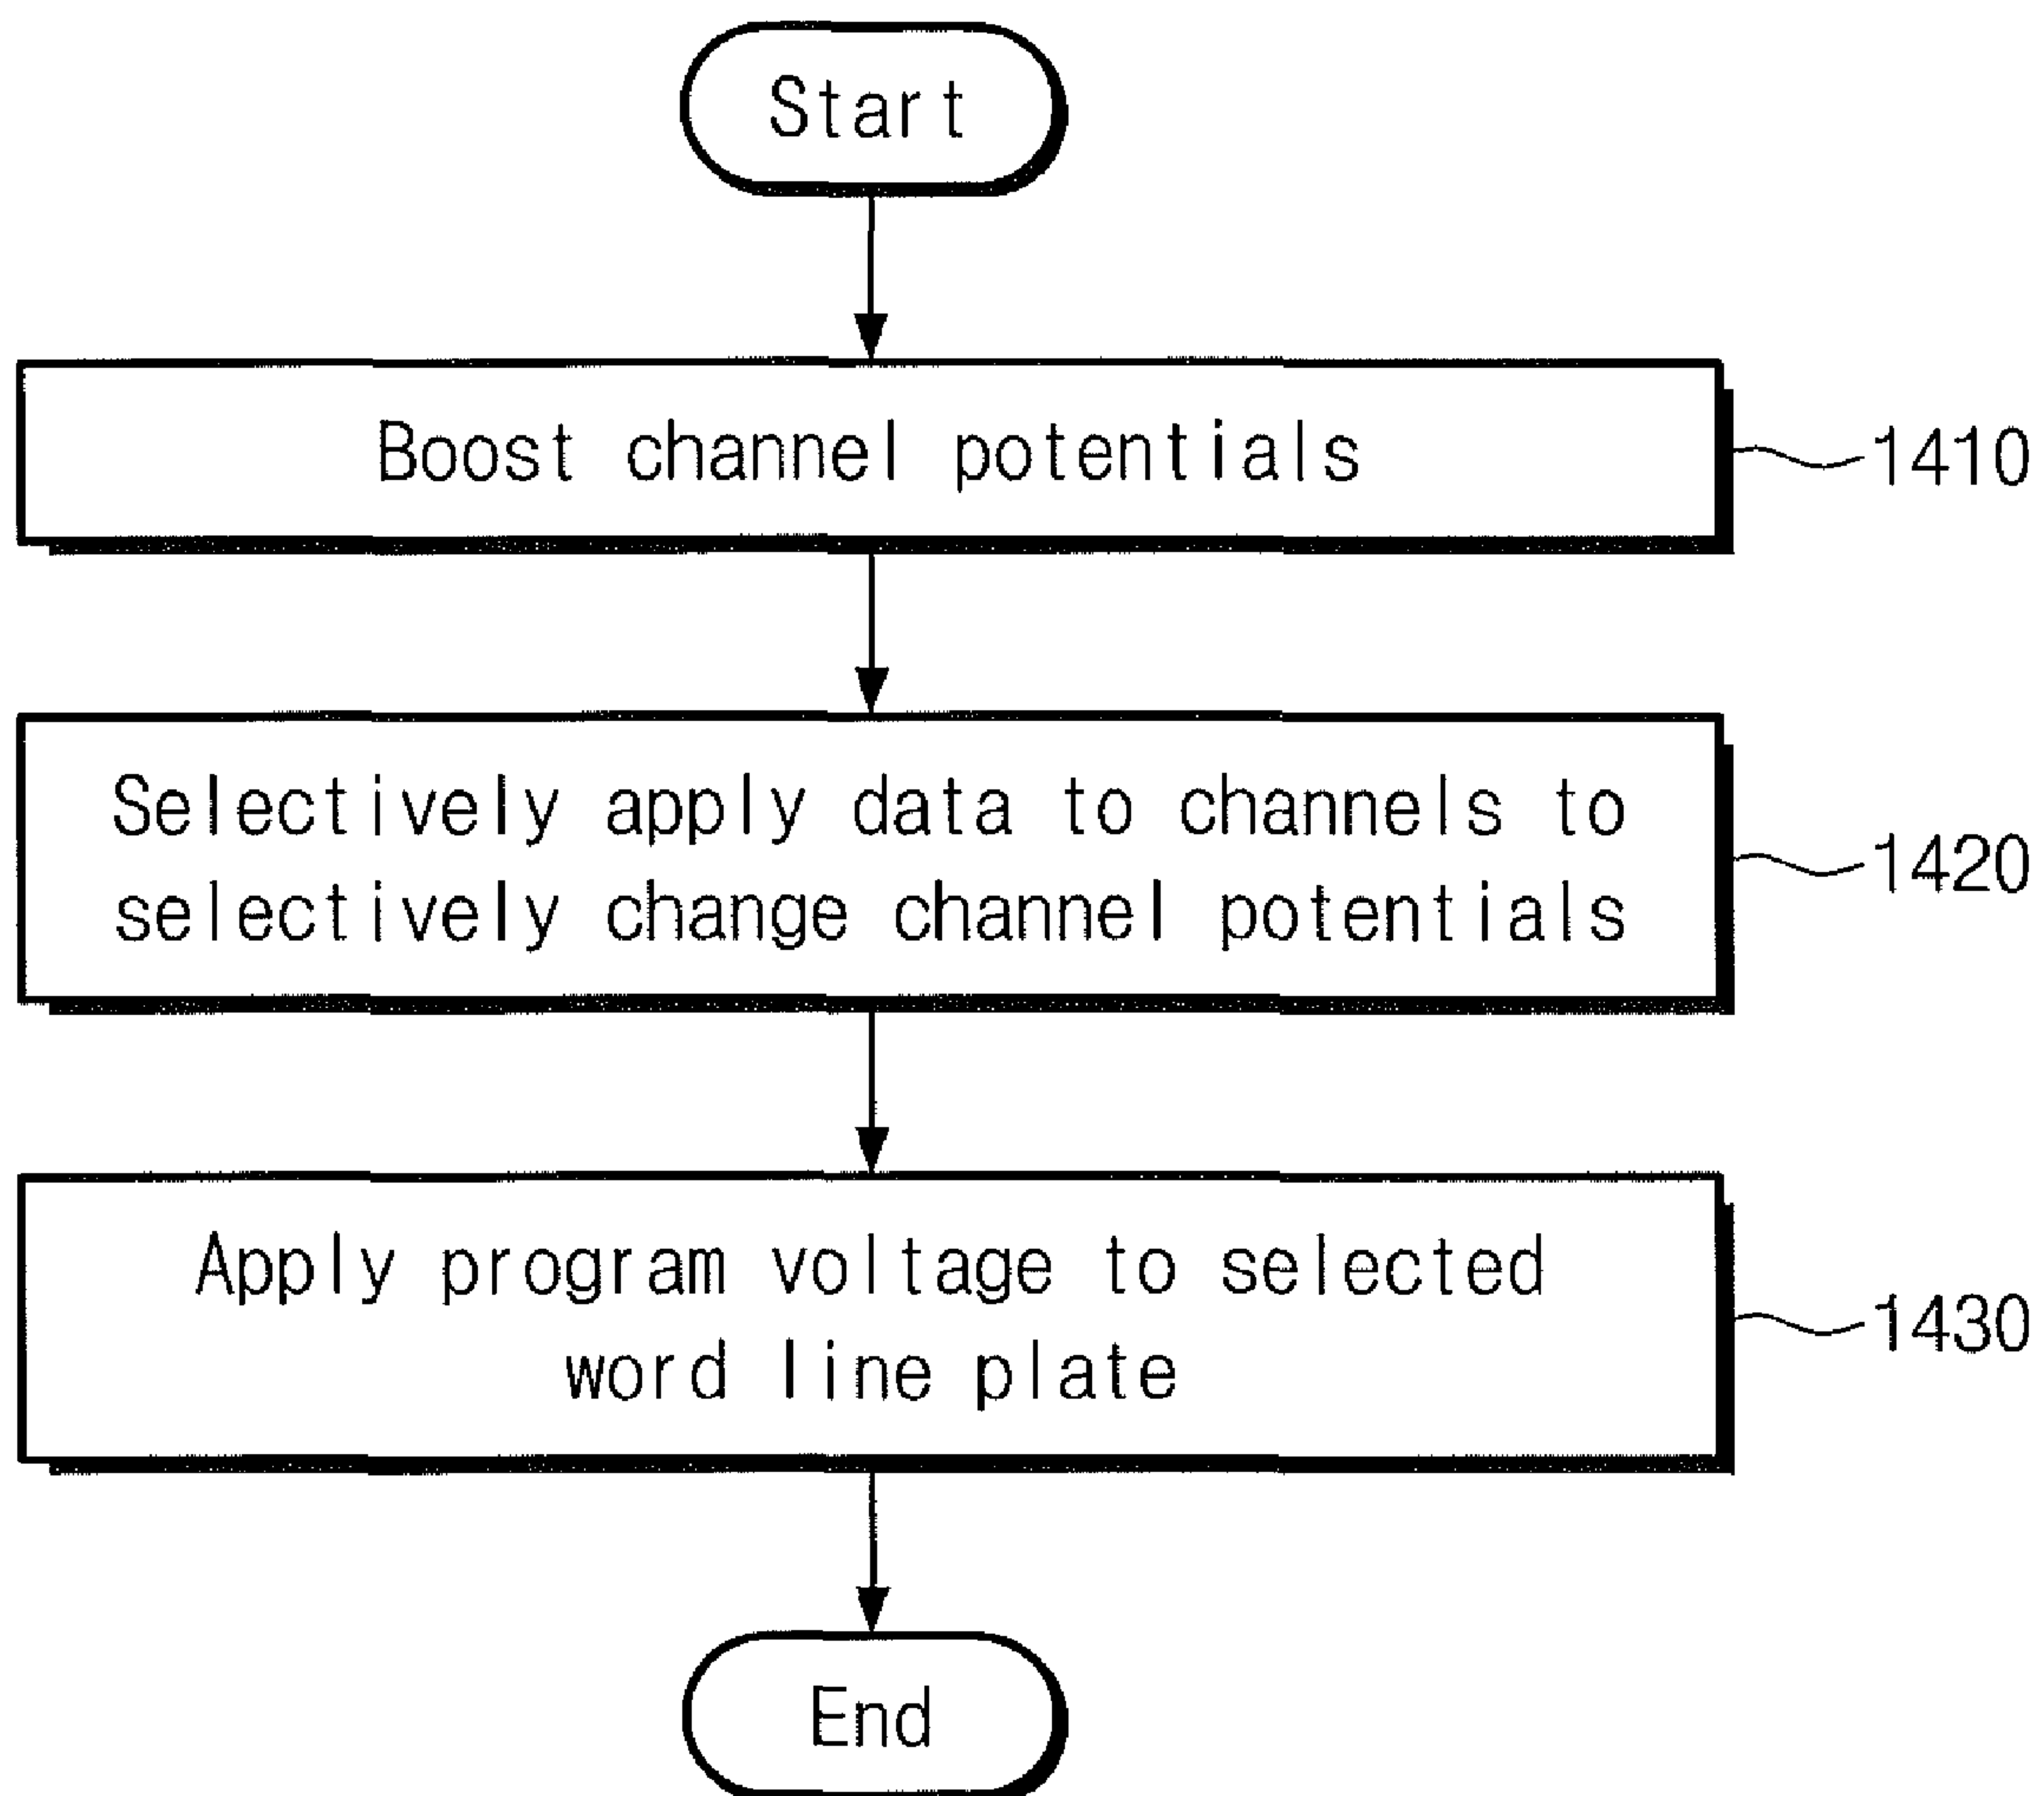 Start
Boost channel potentials
1410
Selectively apply data to channels to
selectively change channel potentials
1420
Apply program voltage to selected
word line plate
1430
End